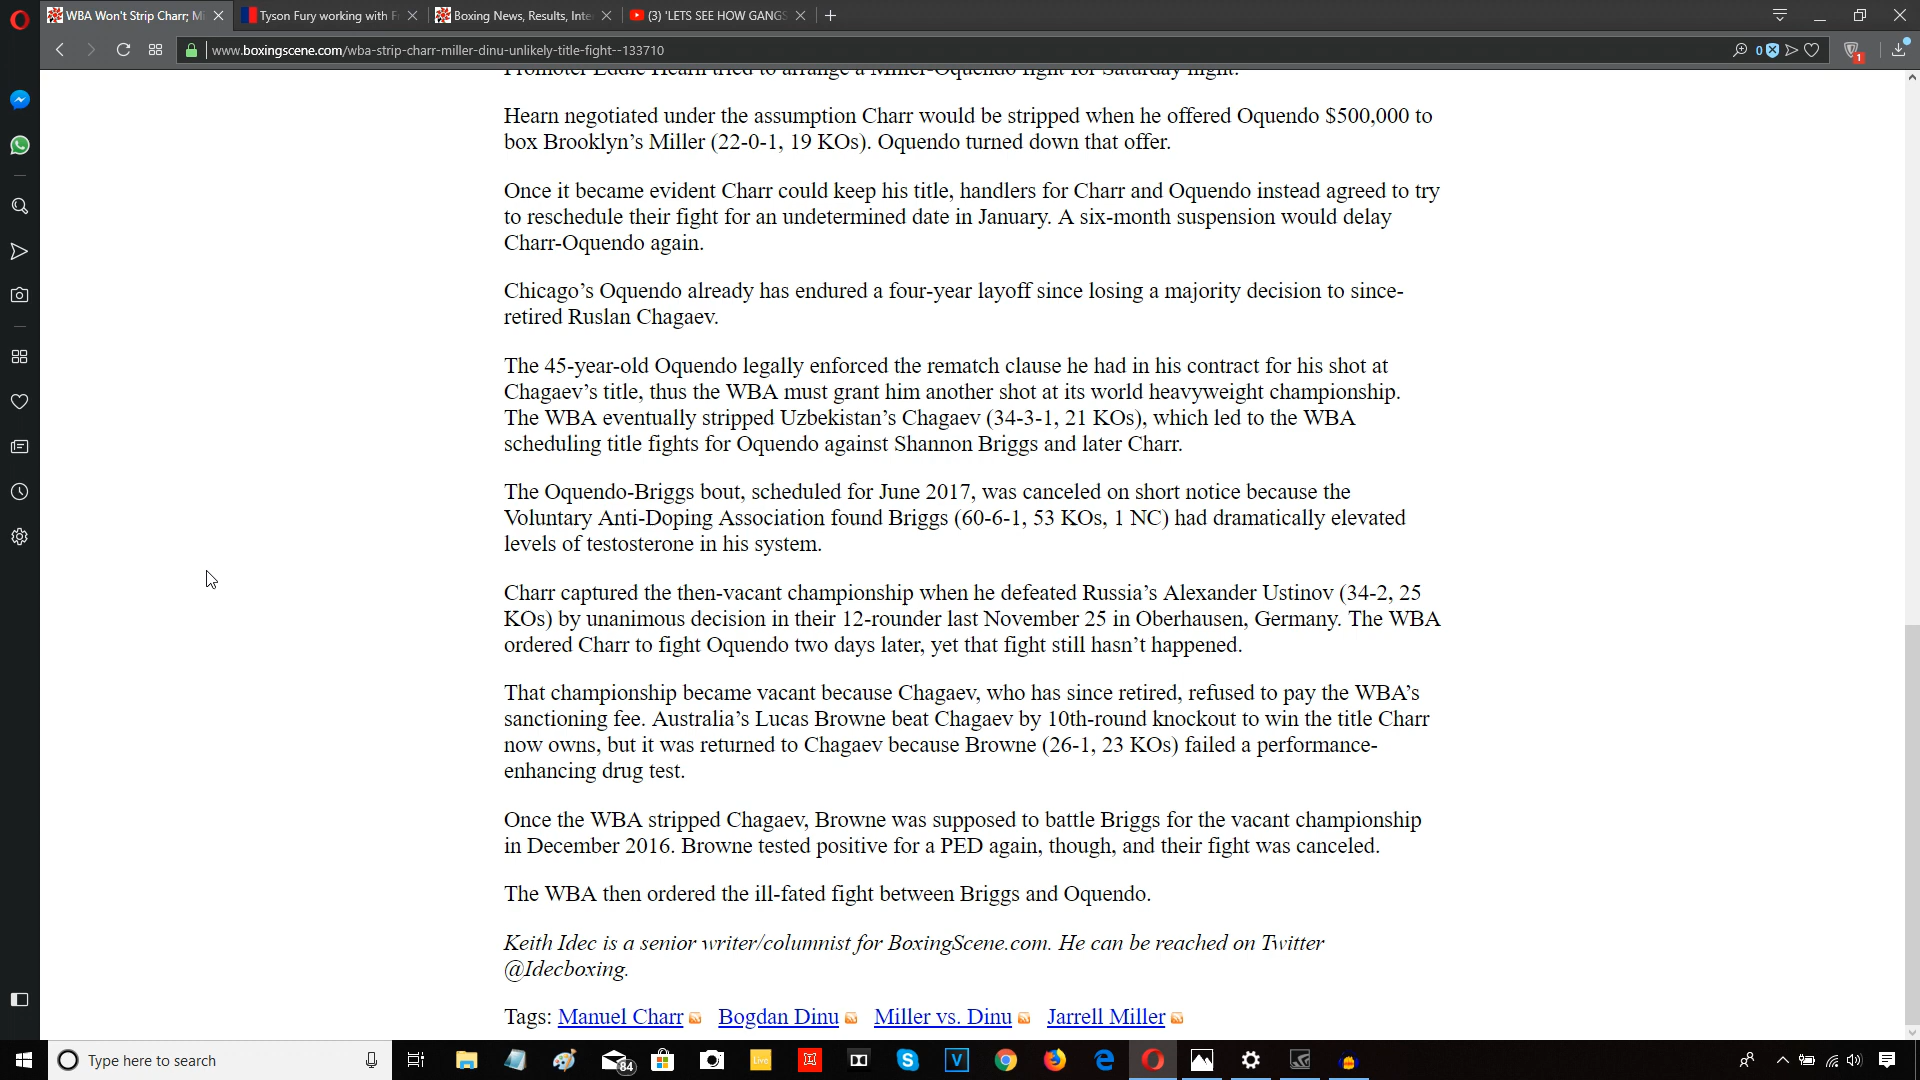 WBA Won't Strip Charr; Mi
Tyson Fury working with F
Boxing News, Results, Inte
(3) 'LETS SEE HOW GANGS
www.boxingscene.com/wba-strip-charr-miller-dinu-unlikely-title-fight--133710
0
1
Promoter Eddie Hearn tried to arrange a Miller-Oquendo fight for Saturday night.
Hearn negotiated under the assumption Charr would be stripped when he offered Oquendo $500,000 to
box Brooklyn’s Miller (22-0-1, 19 KOs). Oquendo turned down that offer.
Once it became evident Charr could keep his title, handlers for Charr and Oquendo instead agreed to try
to reschedule their fight for an undetermined date in January. A six-month suspension would delay
Charr-Oquendo again.
Chicago’s Oquendo already has endured a four-year layoff since losing a majority decision to since-
retired Ruslan Chagaev.
The 45-year-old Oquendo legally enforced the rematch clause he had in his contract for his shot at
Chagaev’s title, thus the WBA must grant him another shot at its world heavyweight championship.
The WBA eventually stripped Uzbekistan’s Chagaev (34-3-1, 21 KOs), which led to the WBA
scheduling title fights for Oquendo against Shannon Briggs and later Charr.
The Oquendo-Briggs bout, scheduled for June 2017, was canceled on short notice because the
Voluntary Anti-Doping Association found Briggs (60-6-1, 53 KOs, 1 NC) had dramatically elevated
levels of testosterone in his system.
Charr captured the then-vacant championship when he defeated Russia’s Alexander Ustinov (34-2, 25
KOs) by unanimous decision in their 12-rounder last November 25 in Oberhausen, Germany. The WBA
ordered Charr to fight Oquendo two days later, yet that fight still hasn’t happened.
That championship became vacant because Chagaev, who has since retired, refused to pay the WBA’s
sanctioning fee. Australia’s Lucas Browne beat Chagaev by 10th-round knockout to win the title Charr
now owns, but it was returned to Chagaev because Browne (26-1, 23 KOs) failed a performance-
enhancing drug test.
Once the WBA stripped Chagaev, Browne was supposed to battle Briggs for the vacant championship
in December 2016. Browne tested positive for a PED again, though, and their fight was canceled.
The WBA then ordered the ill-fated fight between Briggs and Oquendo.
Keith Idec is a senior writer/columnist for BoxingScene.com. He can be reached on Twitter
@Idecboxing.
Tags: Manuel Charr Bogdan Dinu Miller vs. Dinu Jarrell Miller
Type here to search
84
Live